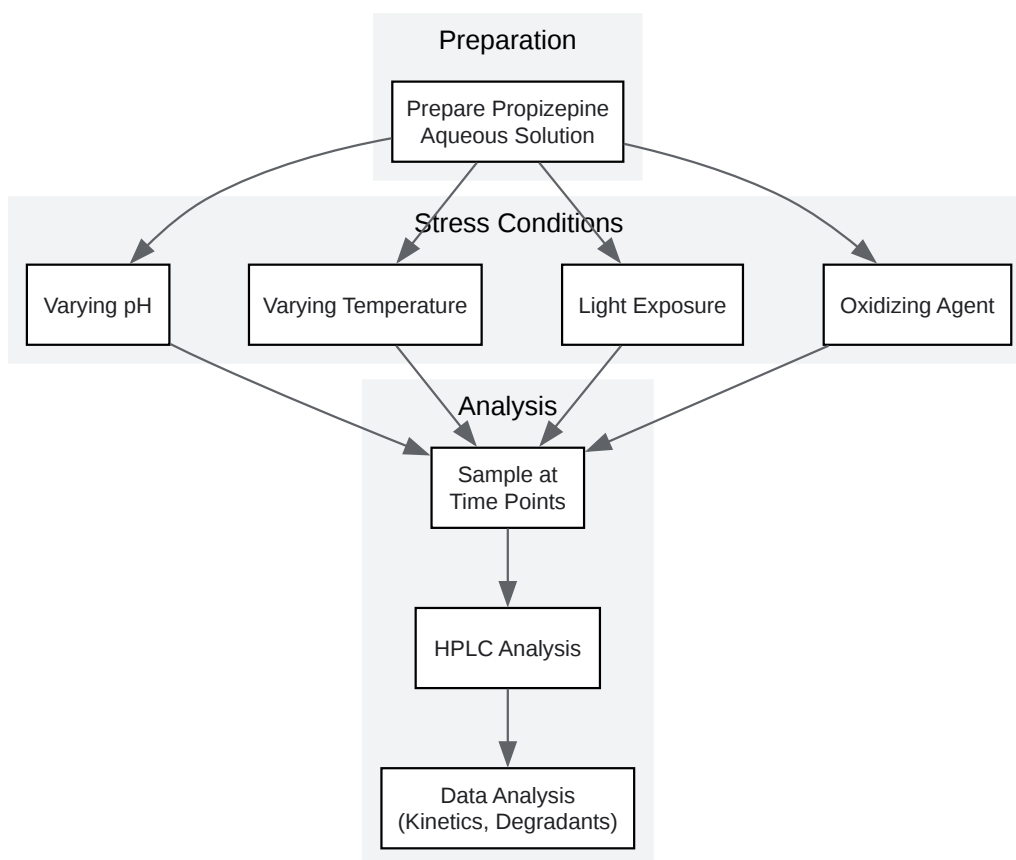 Preparation
Prepare Propizepine
Aqueous Solution
Stress Conditions
Varying pH
Varying Temperature
Light Exposure
Oxidizing Agent
Analysis
Sample at
Time Points
HPLC Analysis
Data Analysis
(Kinetics, Degradants)